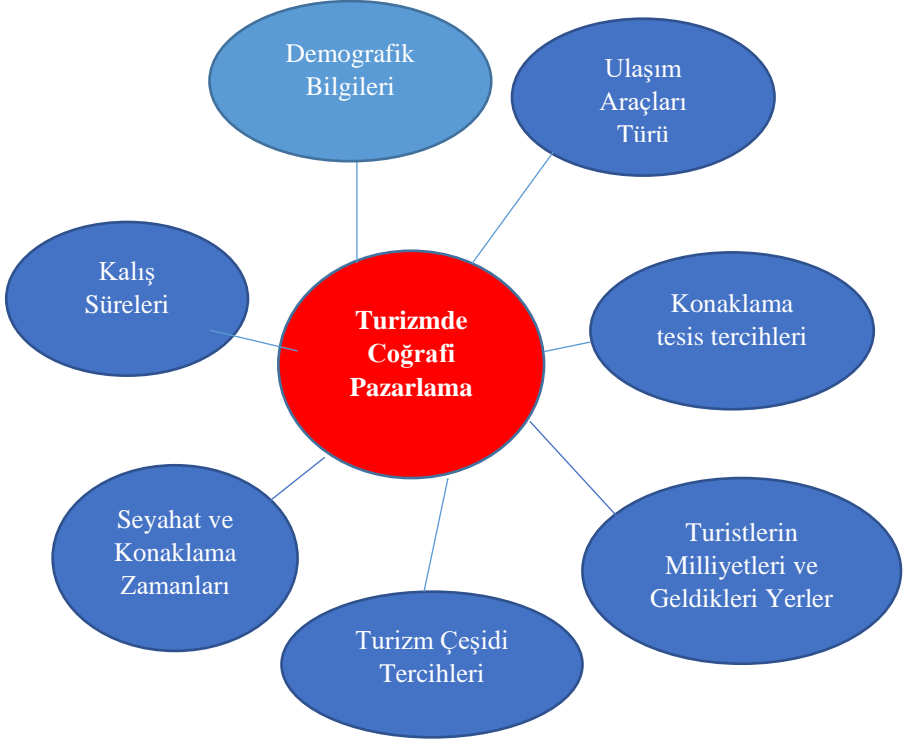 Demografik
Bilgileri
Ulaşım
Araçları
Türü
Kalış
Süreleri
Turizmde
Coğrafi
Pazarlama
Konaklama
tesis tercihleri
Seyahat ve
Konaklama
Zamanları
Turistlerin
Milliyetleri ve
Geldikleri Yerler
Turizm Çeşidi
Tercihleri